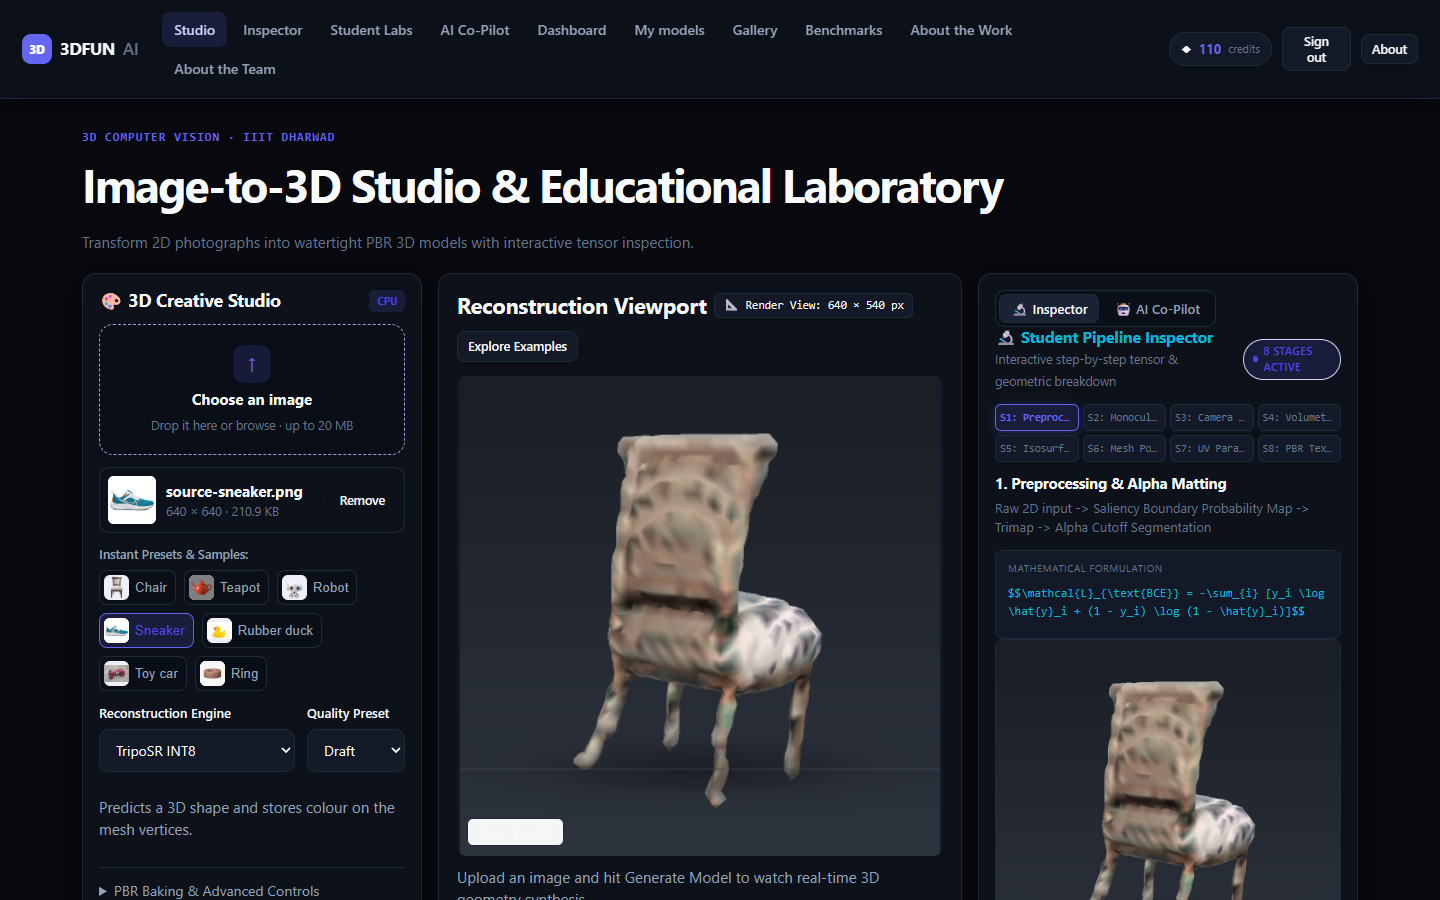 3D 3DFUN AI
Studio Inspector Student Labs AI Co-Pilot Dashboard My models Gallery Benchmarks About the Work
About the Team
110 credits
Sign out
About
3D COMPUTER VISION · IIIT DHARWAD
Image-to-3D Studio & Educational Laboratory
Transform 2D photographs into watertight PBR 3D models with interactive tensor inspection.
3D Creative Studio CPU
↑
Choose an image
Drop it here or browse · up to 20 MB
source-sneaker.png
640 × 640 · 210.9 KB
Remove
Instant Presets & Samples:
Chair Teapot Robot
Sneaker Rubber duck
Toy car Ring
Reconstruction Engine Quality Preset
TripoSR INT8 Draft
Predicts a 3D shape and stores colour on the
mesh vertices.
PBR Baking & Advanced Controls
Reconstruction Viewport Render View: 640 × 540 px
Explore Examples
Upload an image and hit Generate Model to watch real-time 3D
geometry synthesis
Inspector AI Co-Pilot
Student Pipeline Inspector
Interactive step-by-step tensor &
geometric breakdown
8 STAGES
ACTIVE
S1: Preproc… S2: Monocul… S3: Camera … S4: Volumet…
S5: Isosurf… S6: Mesh Po… S7: UV Para… S8: PBR Tex…
1. Preprocessing & Alpha Matting
Raw 2D input -> Saliency Boundary Probability Map ->
Trimap -> Alpha Cutoff Segmentation
MATHEMATICAL FORMULATION
$$\mathcal{L}_{\text{BCE}} = -\sum_{i} [y_i \log
\hat{y}_i + (1 - y_i) \log (1 - \hat{y}_i)]$$